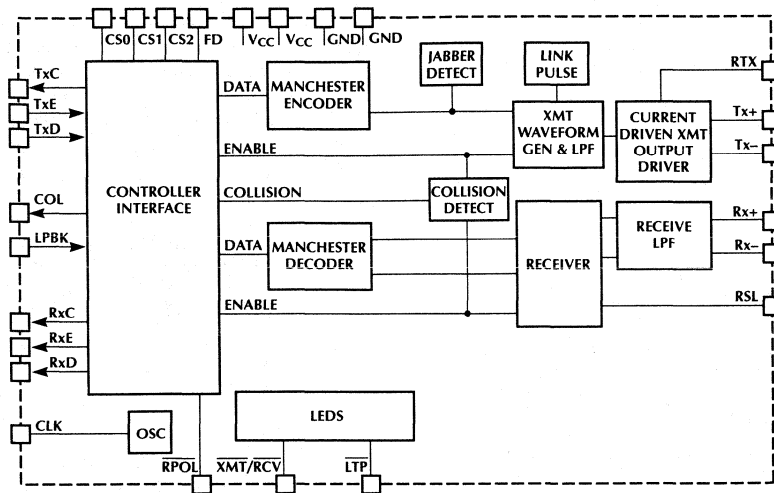 CS0 CS1 CS2 FD VCC VCC GND GND
TxC
TxE
TxD
COL
LPBK
RxC
RxE
RxD
CLK
CONTROLLER
INTERFACE
OSC
DATA
ENABLE
COLLISION
DATA
ENABLE
MANCHESTER
ENCODER
MANCHESTER
DECODER
JABBER
DETECT
LINK
PULSE
XMT
WAVEFORM
GEN & LPF
CURRENT
DRIVEN XMT
OUTPUT
DRIVER
COLLISION
DETECT
RECEIVER
RECEIVE
LPF
RTX
Tx+
Tx–
Rx+
Rx–
RSL
LEDS
RPOL XMT/RCV LTP